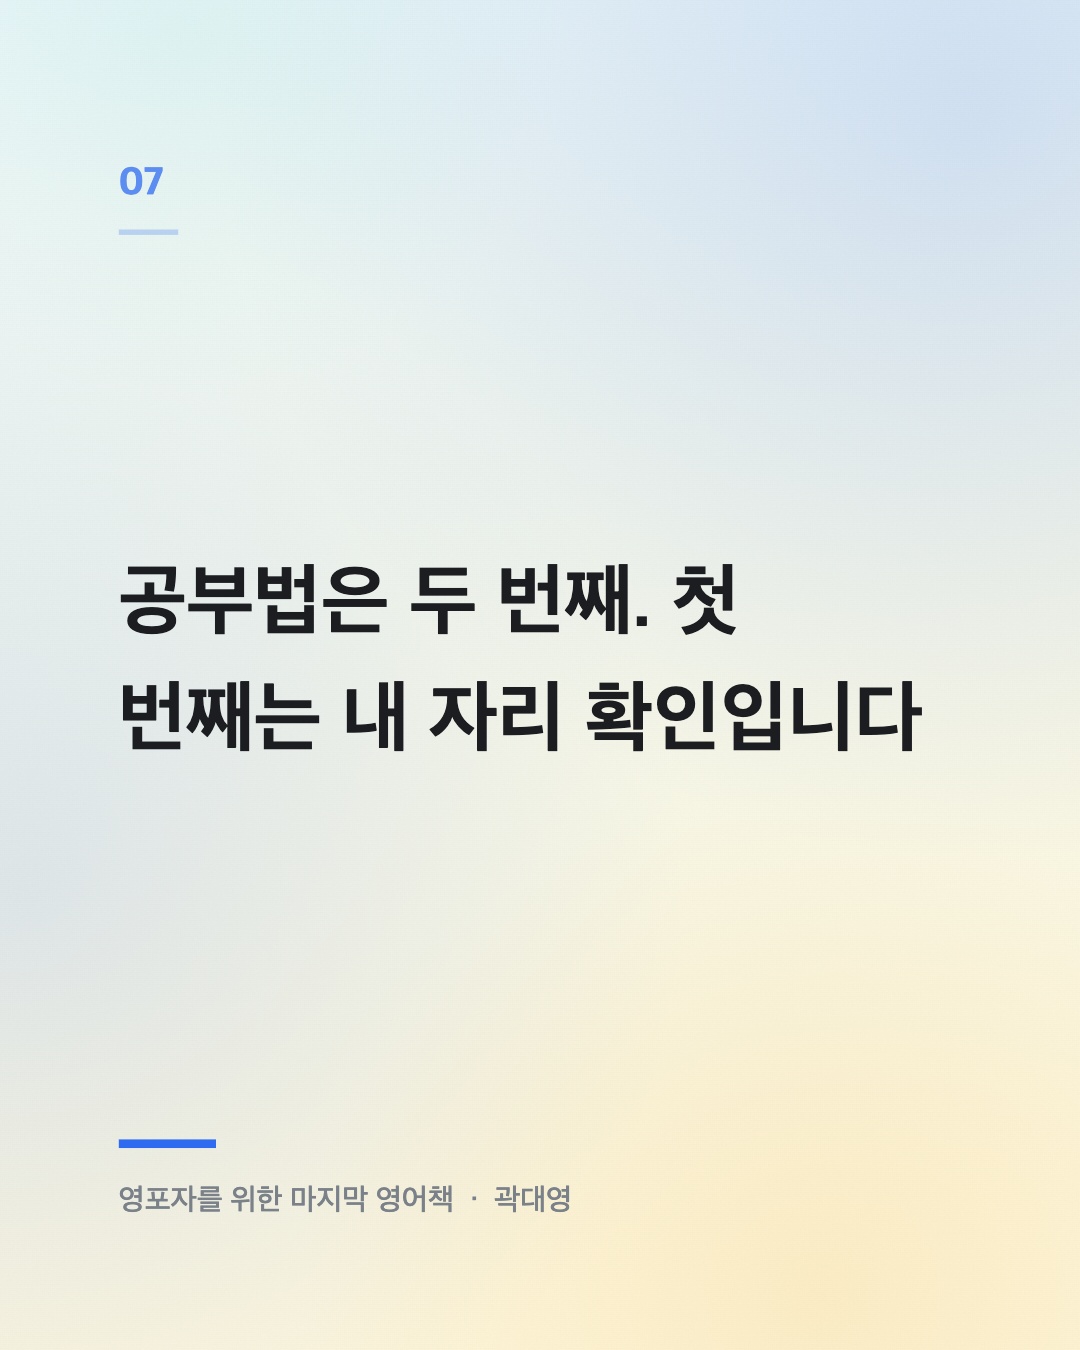 07
공부법은 두 번째. 첫
번째는 내 자리 확인입니다
영포자를 위한 마지막 영어책 · 곽대영